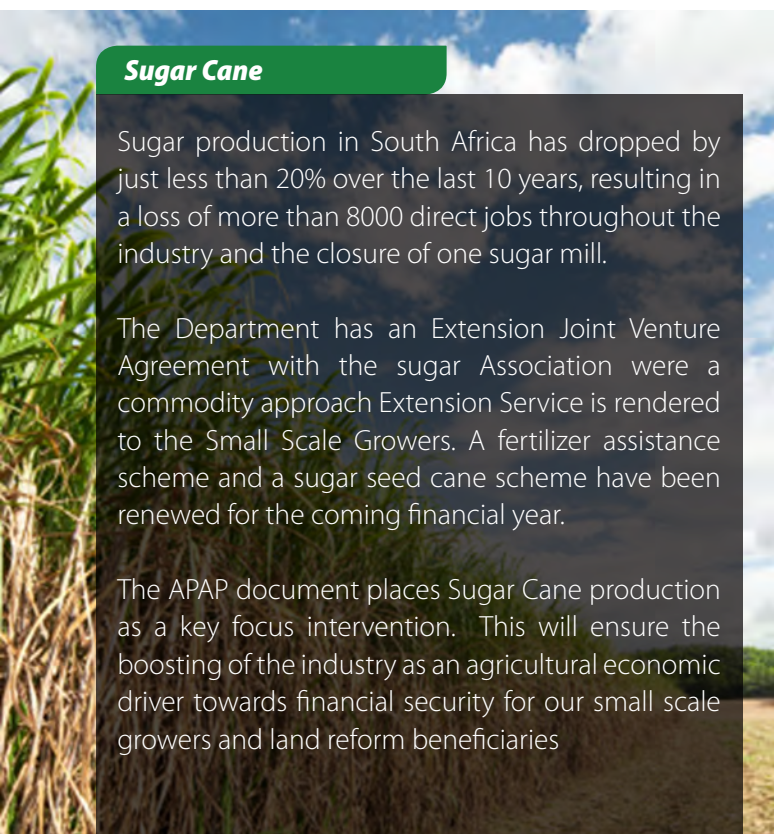 Sugar Cane
Sugar production in South Africa has dropped by
just less than 20% over the last 10 years, resulting in
a loss of more than 8000 direct jobs throughout the
industry and the closure of one sugar mill.
The Department has an Extension Joint Venture
Agreement with the sugar Association were a
commodity approach Extension Service is rendered
to the Small Scale Growers. A fertilizer assistance
scheme and a sugar seed cane scheme have been
renewed for the coming financial year.
The APAP document places Sugar Cane production
as a key focus intervention. This will ensure the
boosting of the industry as an agricultural economic
driver towards financial security for our small scale
growers and land reform beneficiaries